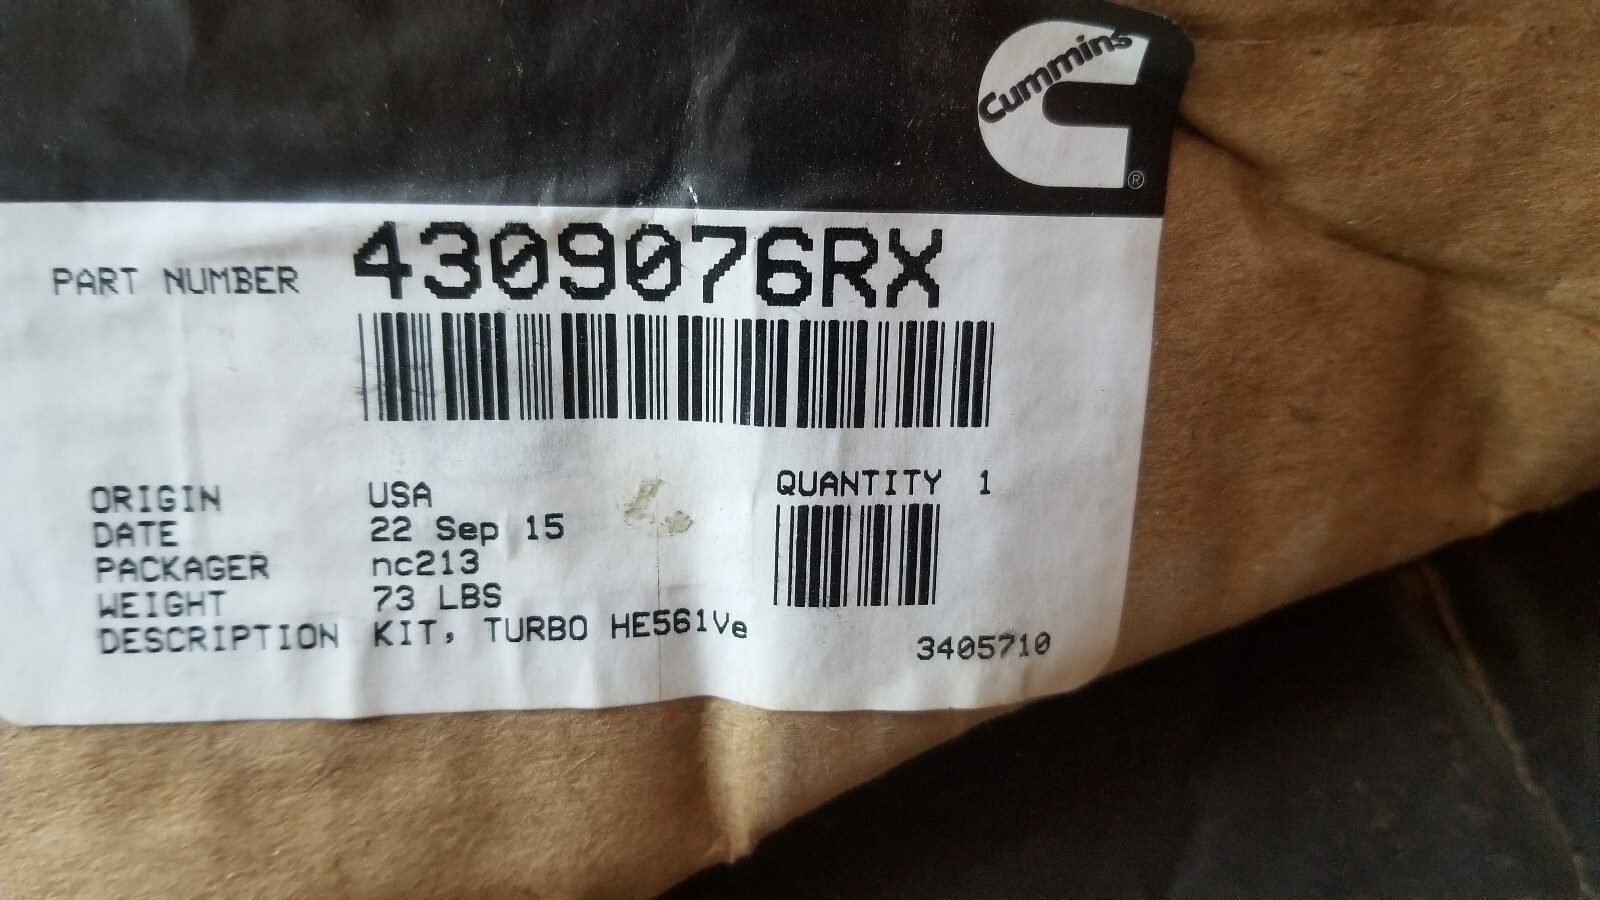 Cummins
®
PART NUMBER 4309076RX
ORIGIN USA
DATE 22 Sep 15
PACKAGER nc213
WEIGHT 73 LBS
DESCRIPTION KIT, TURBO HE561Ve
QUANTITY 1
3405710